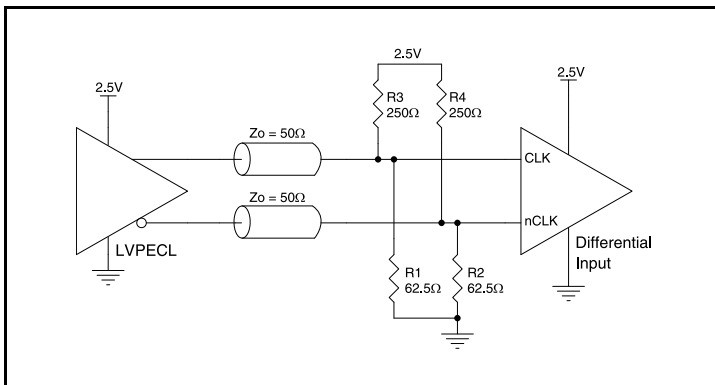 2.5V
2.5V
2.5V
R3
250Ω
R4
250Ω
Zo = 50Ω
CLK
Zo = 50Ω
nCLK
LVPECL
Differential
Input
R1
62.5Ω
R2
62.5Ω